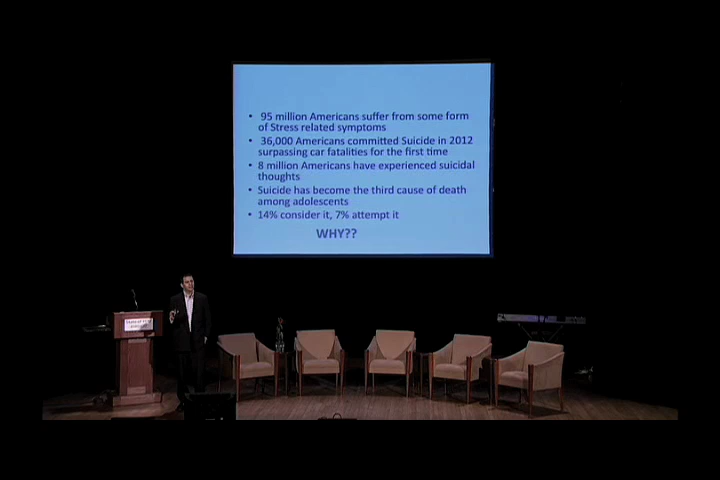 • 95 million Americans suffer from some form
of Stress related symptoms
• 36,000 Americans committed Suicide in 2012
surpassing car fatalities for the first time
• 8 million Americans have experienced suicidal
thoughts
• Suicide has become the third cause of death
among adolescents
• 14% consider it, 7% attempt it
WHY??